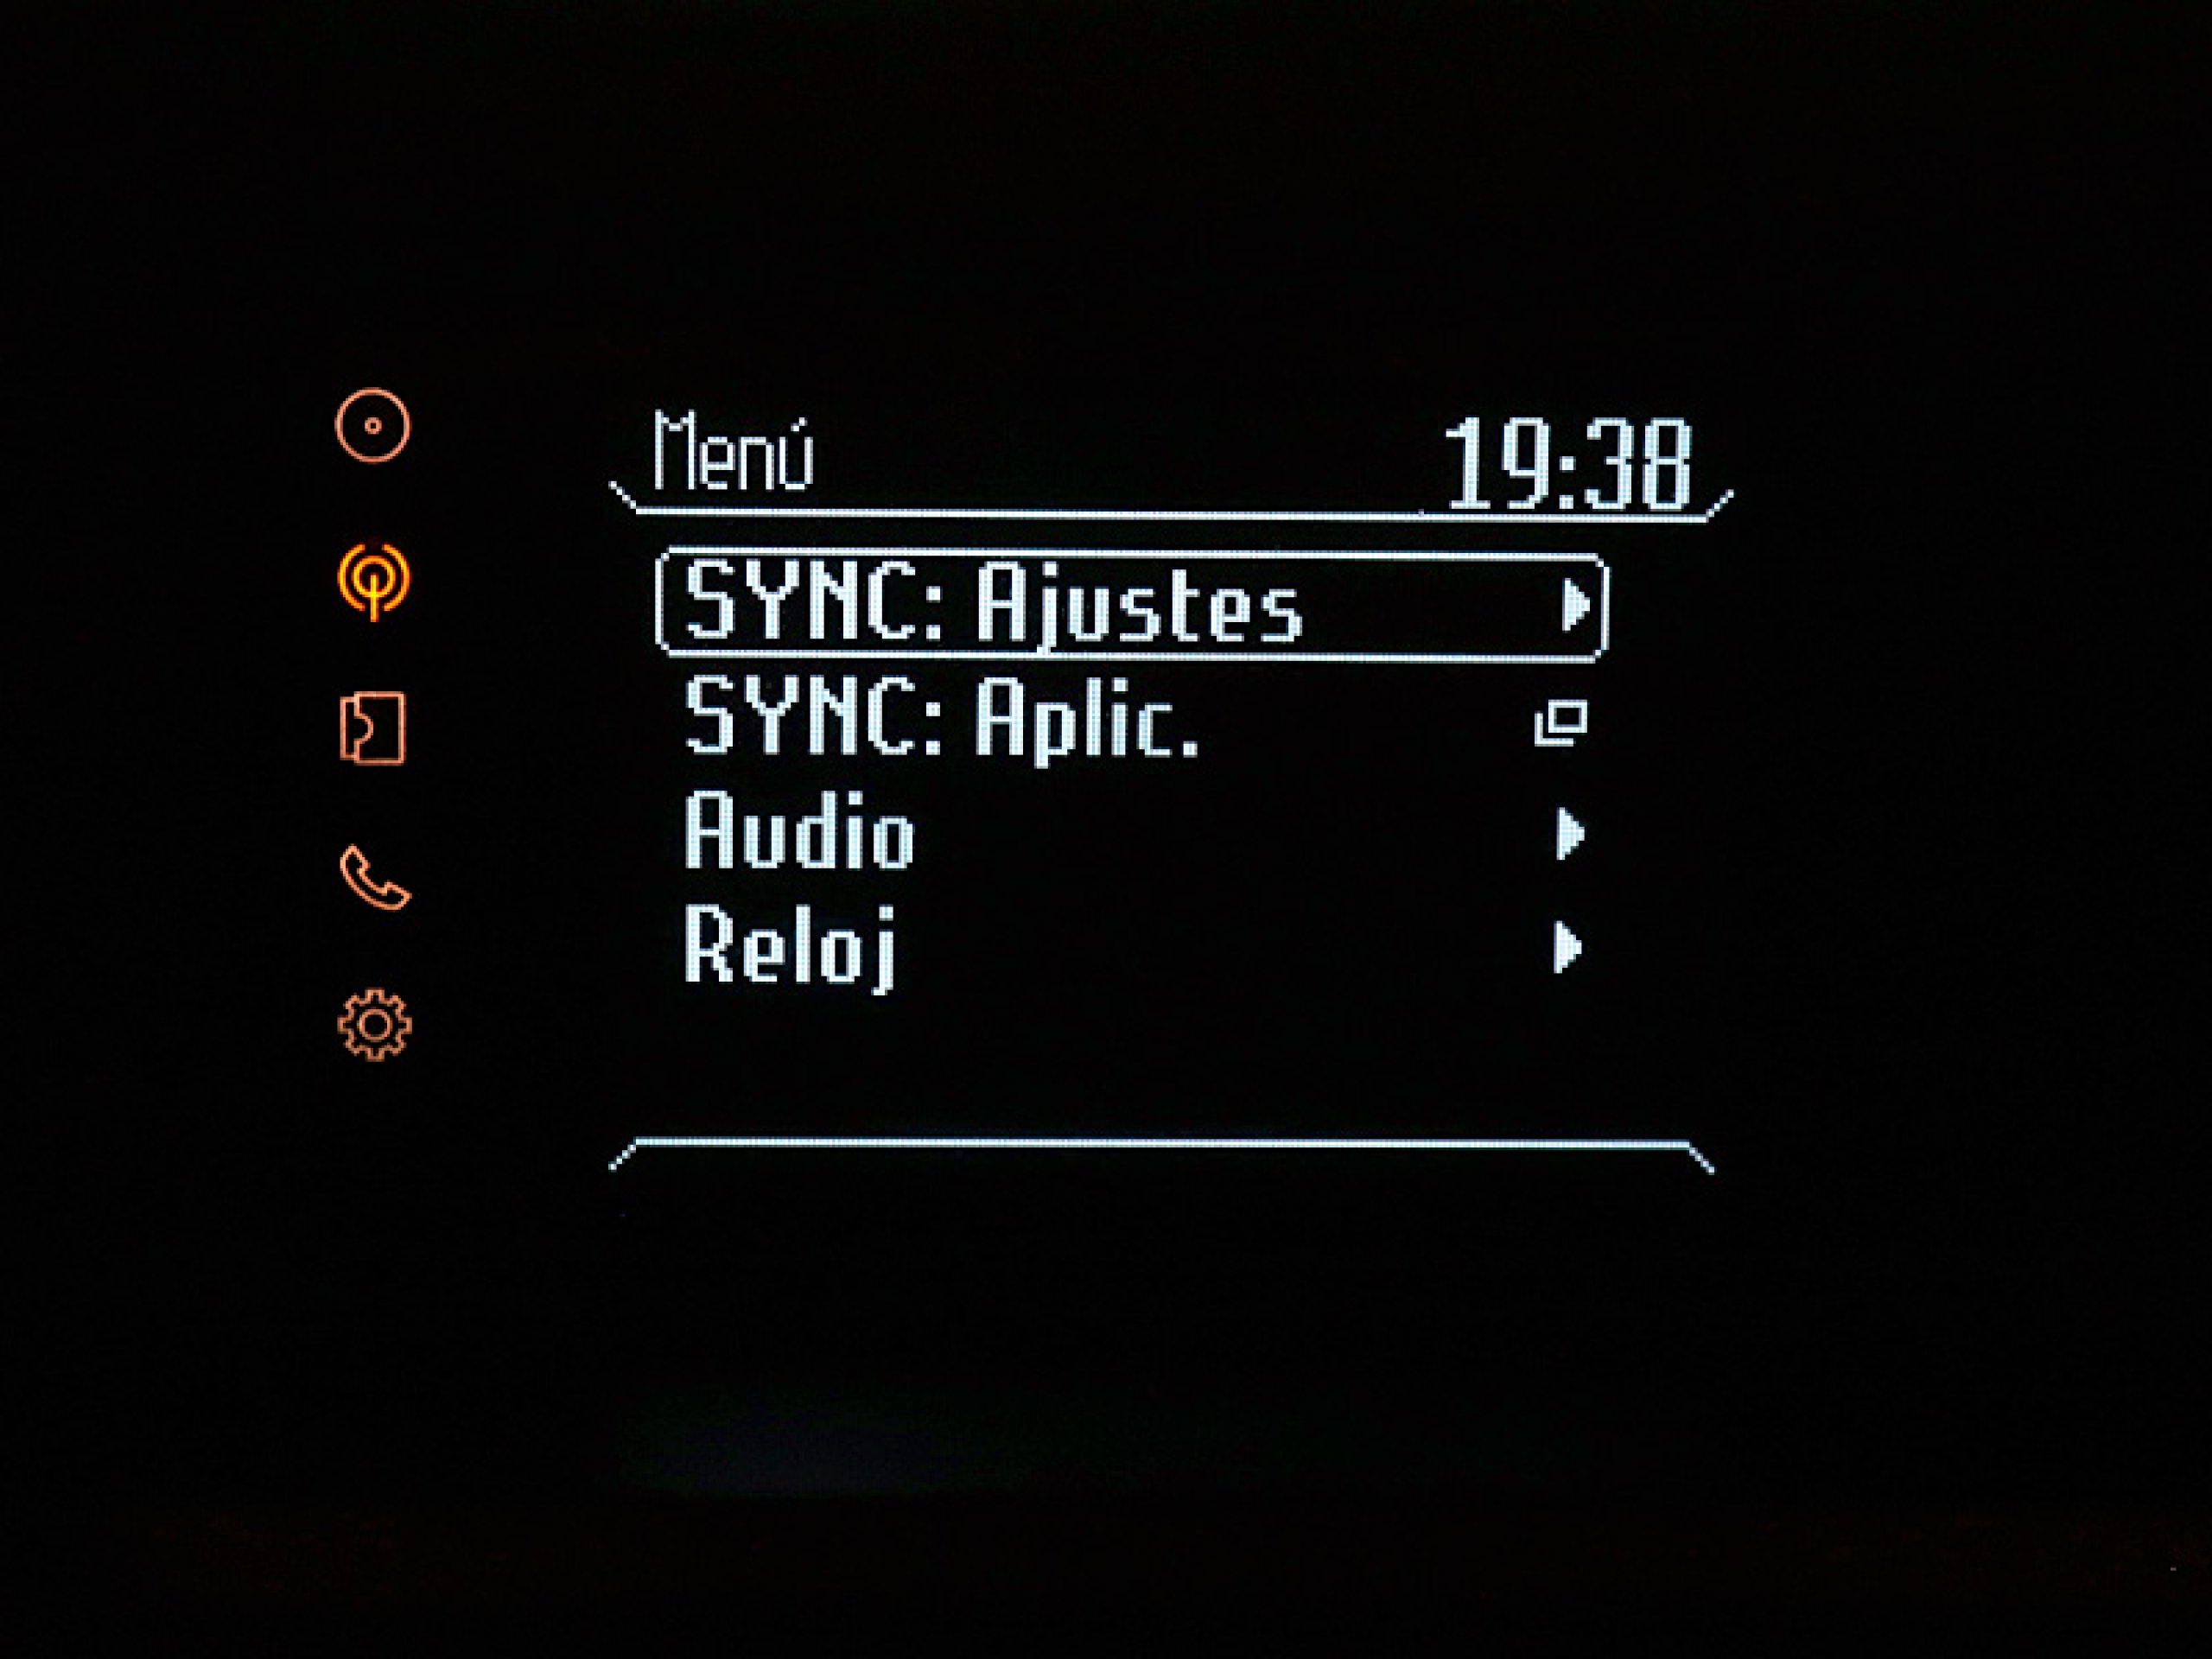 Menú 19:38
SYNC: Ajustes
SYNC: Aplic.
Audio
Reloj